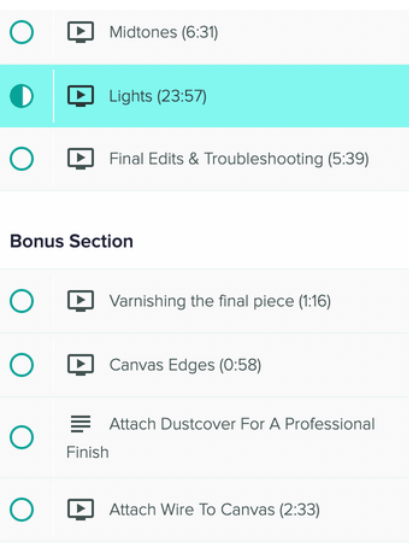 Midtones (6:31)
Lights (23:57)
Final Edits & Troubleshooting (5:39)
Bonus Section
Varnishing the final piece (1:16)
Canvas Edges (0:58)
Attach Dustcover For A Professional
Finish
Attach Wire To Canvas (2:33)